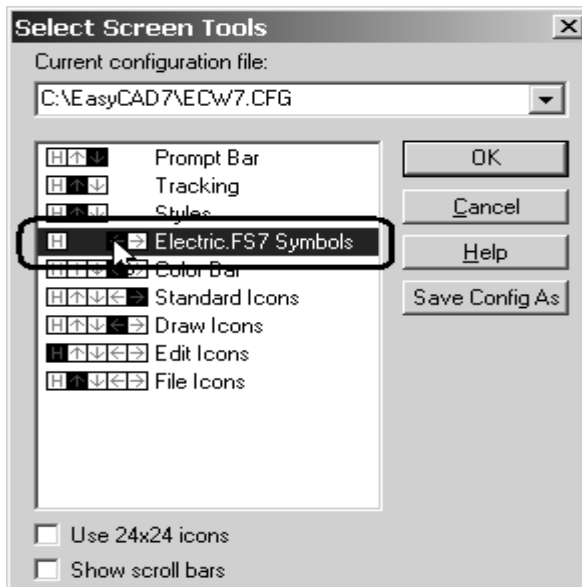 Select Screen Tools
Current configuration file:
C:\EasyCAD7\ECW7.CFG
H↑↓ Prompt Bar
H↑↓ Tracking
H↑↓ Styles
H ←→ Electric.FS7 Symbols
H↑↓←→ Color Bar
H↑↓←→ Standard Icons
H↑↓←→ Draw Icons
H↑↓←→ Edit Icons
H↑↓←→ File Icons
OK
Cancel
Help
Save Config As
Use 24x24 icons
Show scroll bars